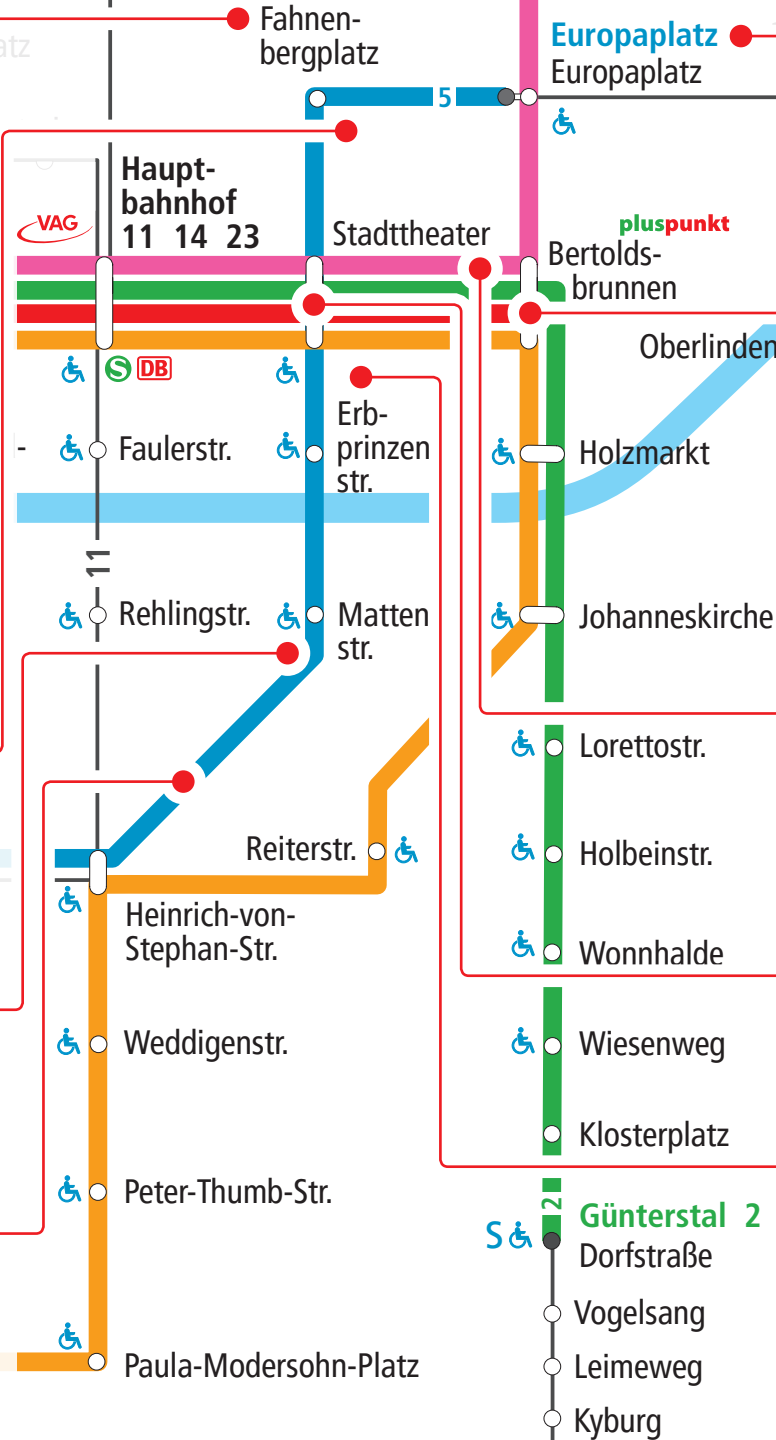 Fahnen-
bergplatz
Europaplatz
Europaplatz
atz
5
Haupt-
bahnhof
11 14 23
VAG
Stadttheater
pluspunkt
Bertolds-
brunnen
Oberlinden
S DB
Erb-
prinzen
str.
-
Faulerstr.
Holzmarkt
11
Rehlingstr.
Matten
str.
Johanneskirche
Lorettostr.
Reiterstr.
Holbeinstr.
Heinrich-von-
Stephan-Str.
Wonnhalde
Weddigenstr.
Wiesenweg
Klosterplatz
Peter-Thumb-Str.
2
Günterstal 2
S
Dorfstraße
Vogelsang
Paula-Modersohn-Platz
Leimeweg
Kyburg